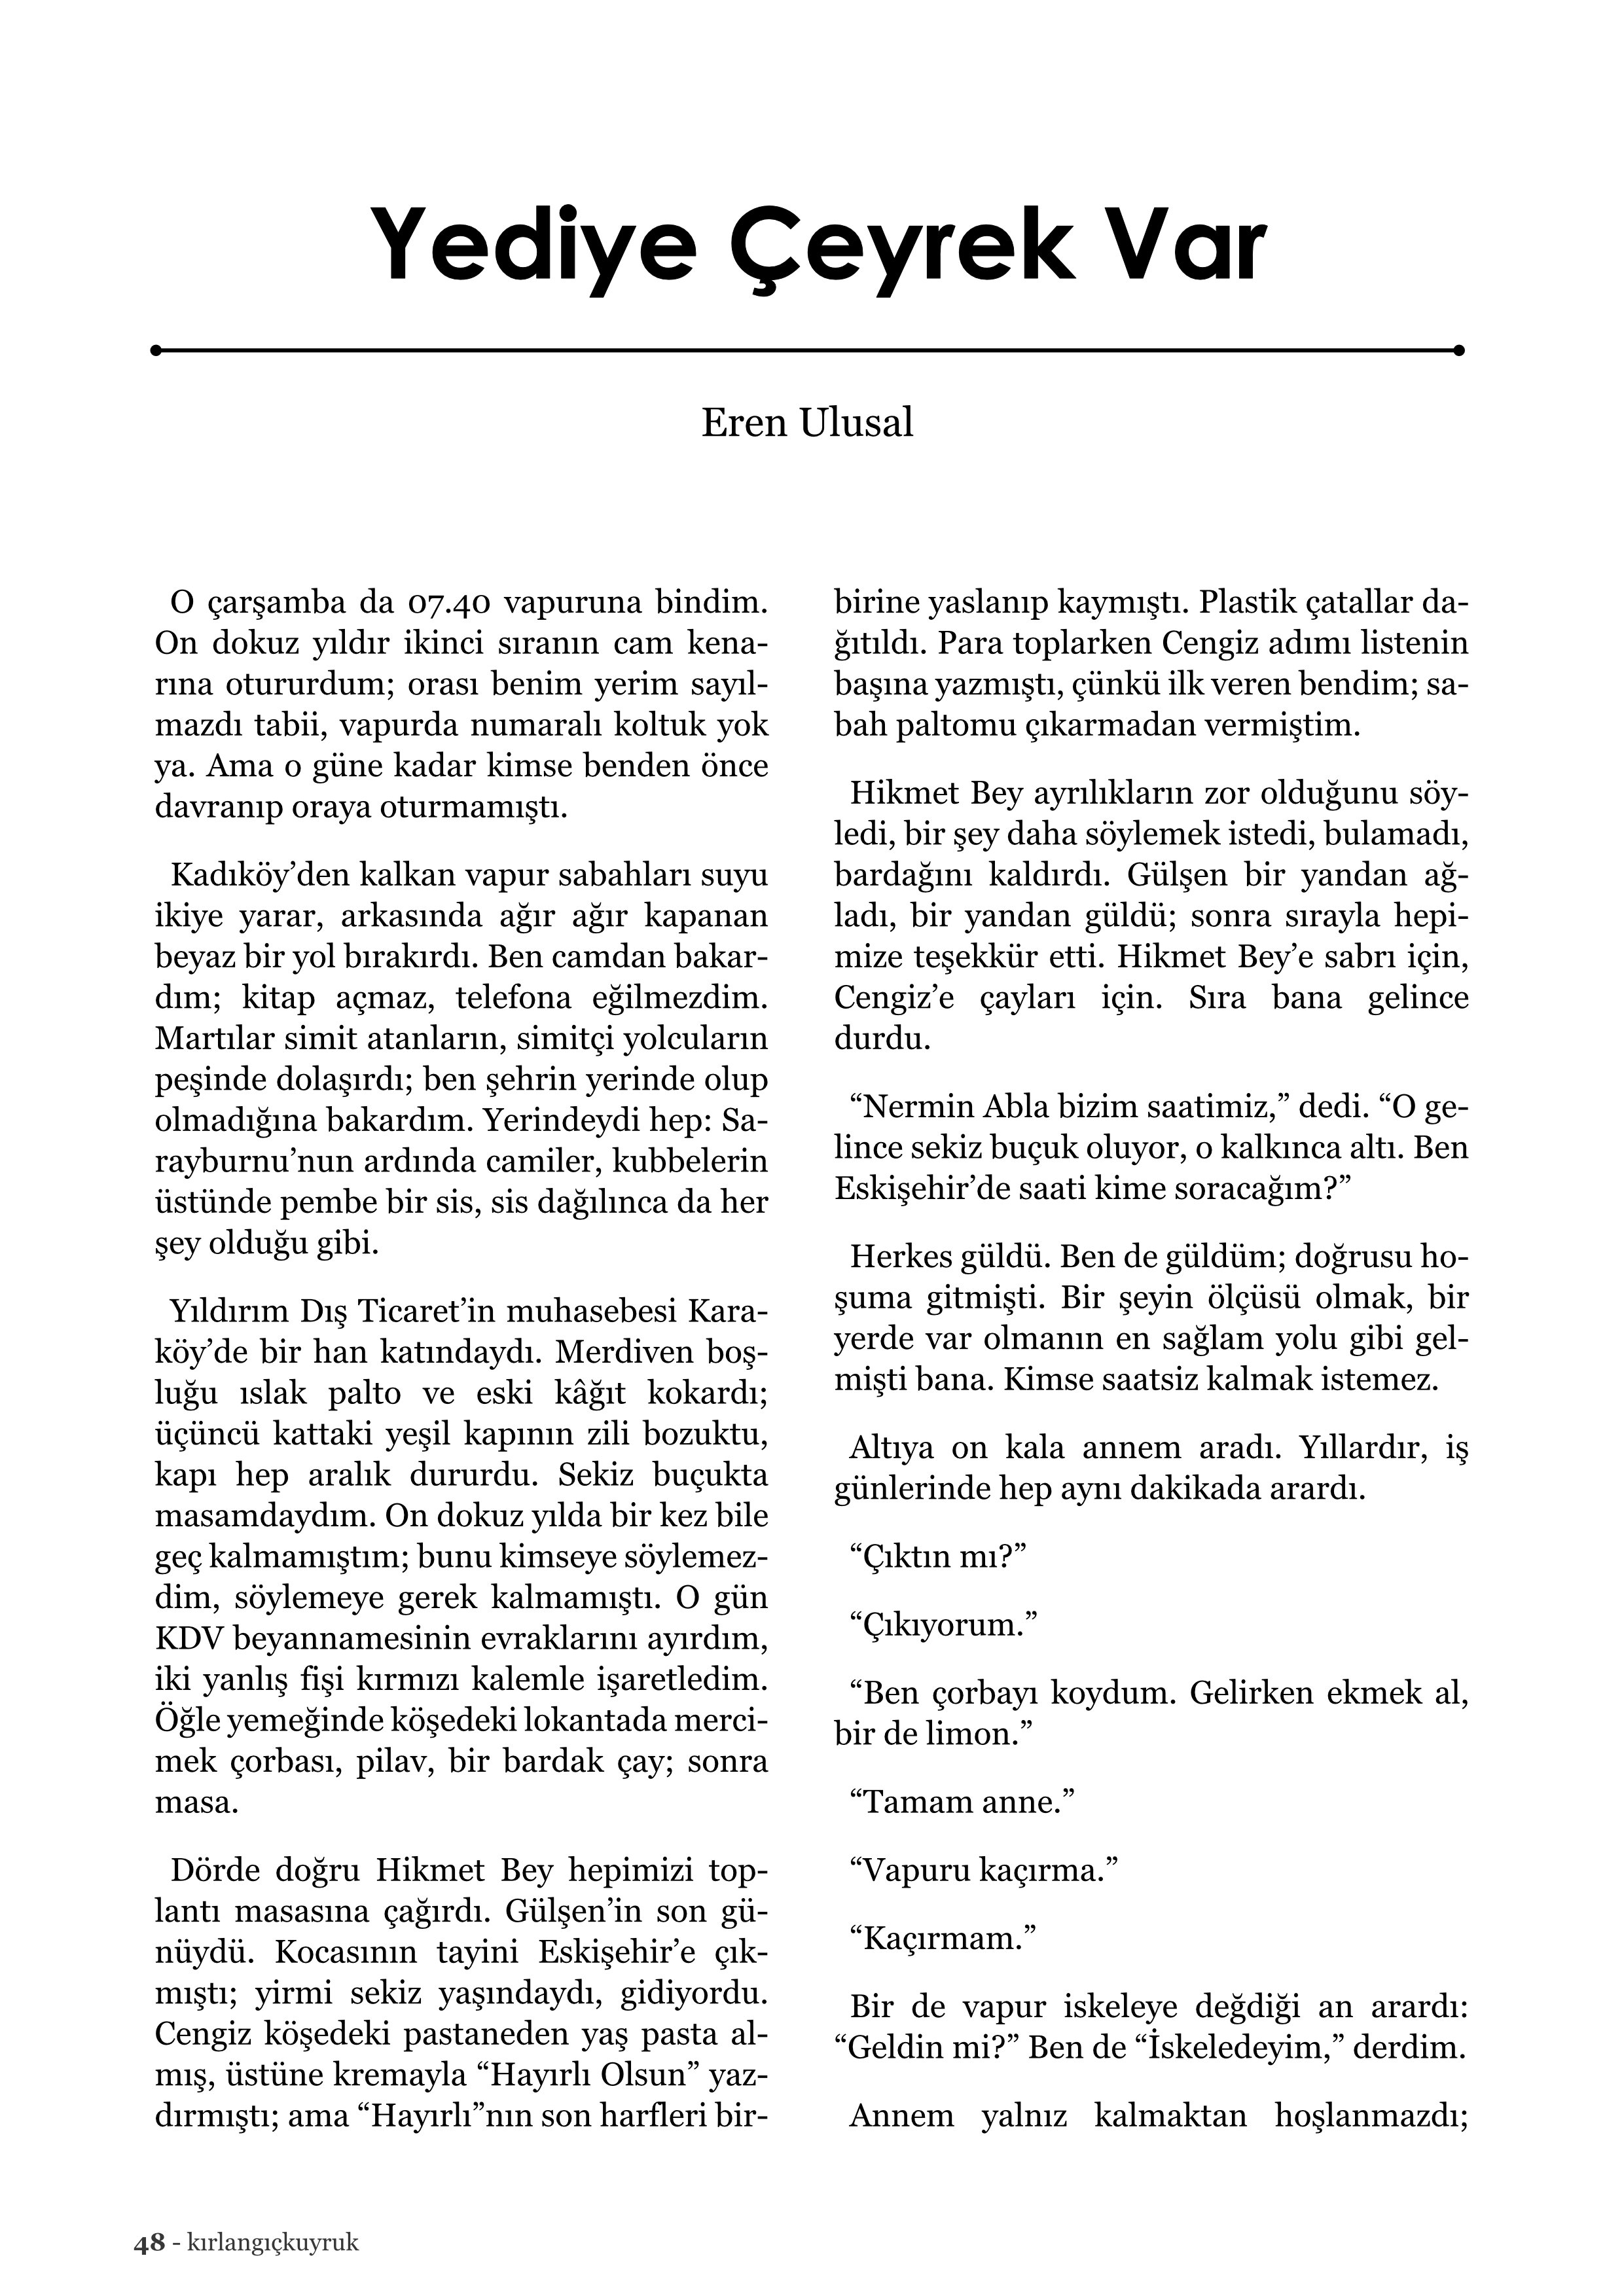 Yediye Çeyrek Var
Eren Ulusal
O çarşamba da 07.40 vapuruna bindim.
On dokuz yıldır ikinci sıranın cam kena-
rına otururdum; orası benim yerim sayıl-
mazdı tabii, vapurda numaralı koltuk yok
ya. Ama o güne kadar kimse benden önce
davranıp oraya oturmamıştı.
Kadıköy’den kalkan vapur sabahları suyu
ikiye yarar, arkasında ağır ağır kapanan
beyaz bir yol bırakırdı. Ben camdan bakar-
dım; kitap açmaz, telefona eğilmezdim.
Martılar simit atanların, simitçi yolcuların
peşinde dolaşırdı; ben şehrin yerinde olup
olmadığına bakardım. Yerindeydi hep: Sa-
rayburnu’nun ardında camiler, kubbelerin
üstünde pembe bir sis, sis dağılınca da her
şey olduğu gibi.
Yıldırım Dış Ticaret’in muhasebesi Kara-
köy’de bir han katındaydı. Merdiven boş-
luğu ıslak palto ve eski kâğıt kokardı;
üçüncü kattaki yeşil kapının zili bozuktu,
kapı hep aralık dururdu. Sekiz buçukta
masamdaydım. On dokuz yılda bir kez bile
geç kalmamıştım; bunu kimseye söylemez-
dim, söylemeye gerek kalmamıştı. O gün
KDV beyannamesinin evraklarını ayırdım,
iki yanlış fişi kırmızı kalemle işaretledim.
Öğle yemeğinde köşedeki lokantada merci-
mek çorbası, pilav, bir bardak çay; sonra
masa.
Dörde doğru Hikmet Bey hepimizi top-
lantı masasına çağırdı. Gülşen’in son gü-
nüydü. Kocasının tayini Eskişehir’e çık-
mıştı; yirmi sekiz yaşındaydı, gidiyordu.
Cengiz köşedeki pastaneden yaş pasta al-
mış, üstüne kremayla “Hayırlı Olsun” yaz-
dırmıştı; ama “Hayırlı”nın son harfleri bir-
birine yaslanıp kaymıştı. Plastik çatallar da-
ğıtıldı. Para toplarken Cengiz adımı listenin
başına yazmıştı, çünkü ilk veren bendim; sa-
bah paltomu çıkarmadan vermiştim.
Hikmet Bey ayrılıkların zor olduğunu söy-
ledi, bir şey daha söylemek istedi, bulamadı,
bardağını kaldırdı. Gülşen bir yandan ağ-
ladı, bir yandan güldü; sonra sırayla hepi-
mize teşekkür etti. Hikmet Bey’e sabrı için,
Cengiz’e çayları için. Sıra bana gelince
durdu.
“Nermin Abla bizim saatimiz,” dedi. “O ge-
lince sekiz buçuk oluyor, o kalkınca altı. Ben
Eskişehir’de saati kime soracağım?”
Herkes güldü. Ben de güldüm; doğrusu ho-
şuma gitmişti. Bir şeyin ölçüsü olmak, bir
yerde var olmanın en sağlam yolu gibi gel-
mişti bana. Kimse saatsiz kalmak istemez.
Altıya on kala annem aradı. Yıllardır, iş
günlerinde hep aynı dakikada arardı.
“Çıktın mı?”
“Çıkıyorum.”
“Ben çorbayı koydum. Gelirken ekmek al,
bir de limon.”
“Tamam anne.”
“Vapuru kaçırma.”
“Kaçırmam.”
Bir de vapur iskeleye değdiği an arardı:
“Geldin mi?” Ben de “İskeledeyim,” derdim.
Annem yalnız kalmaktan hoşlanmazdı;
48 - kırlangıçkuyruk